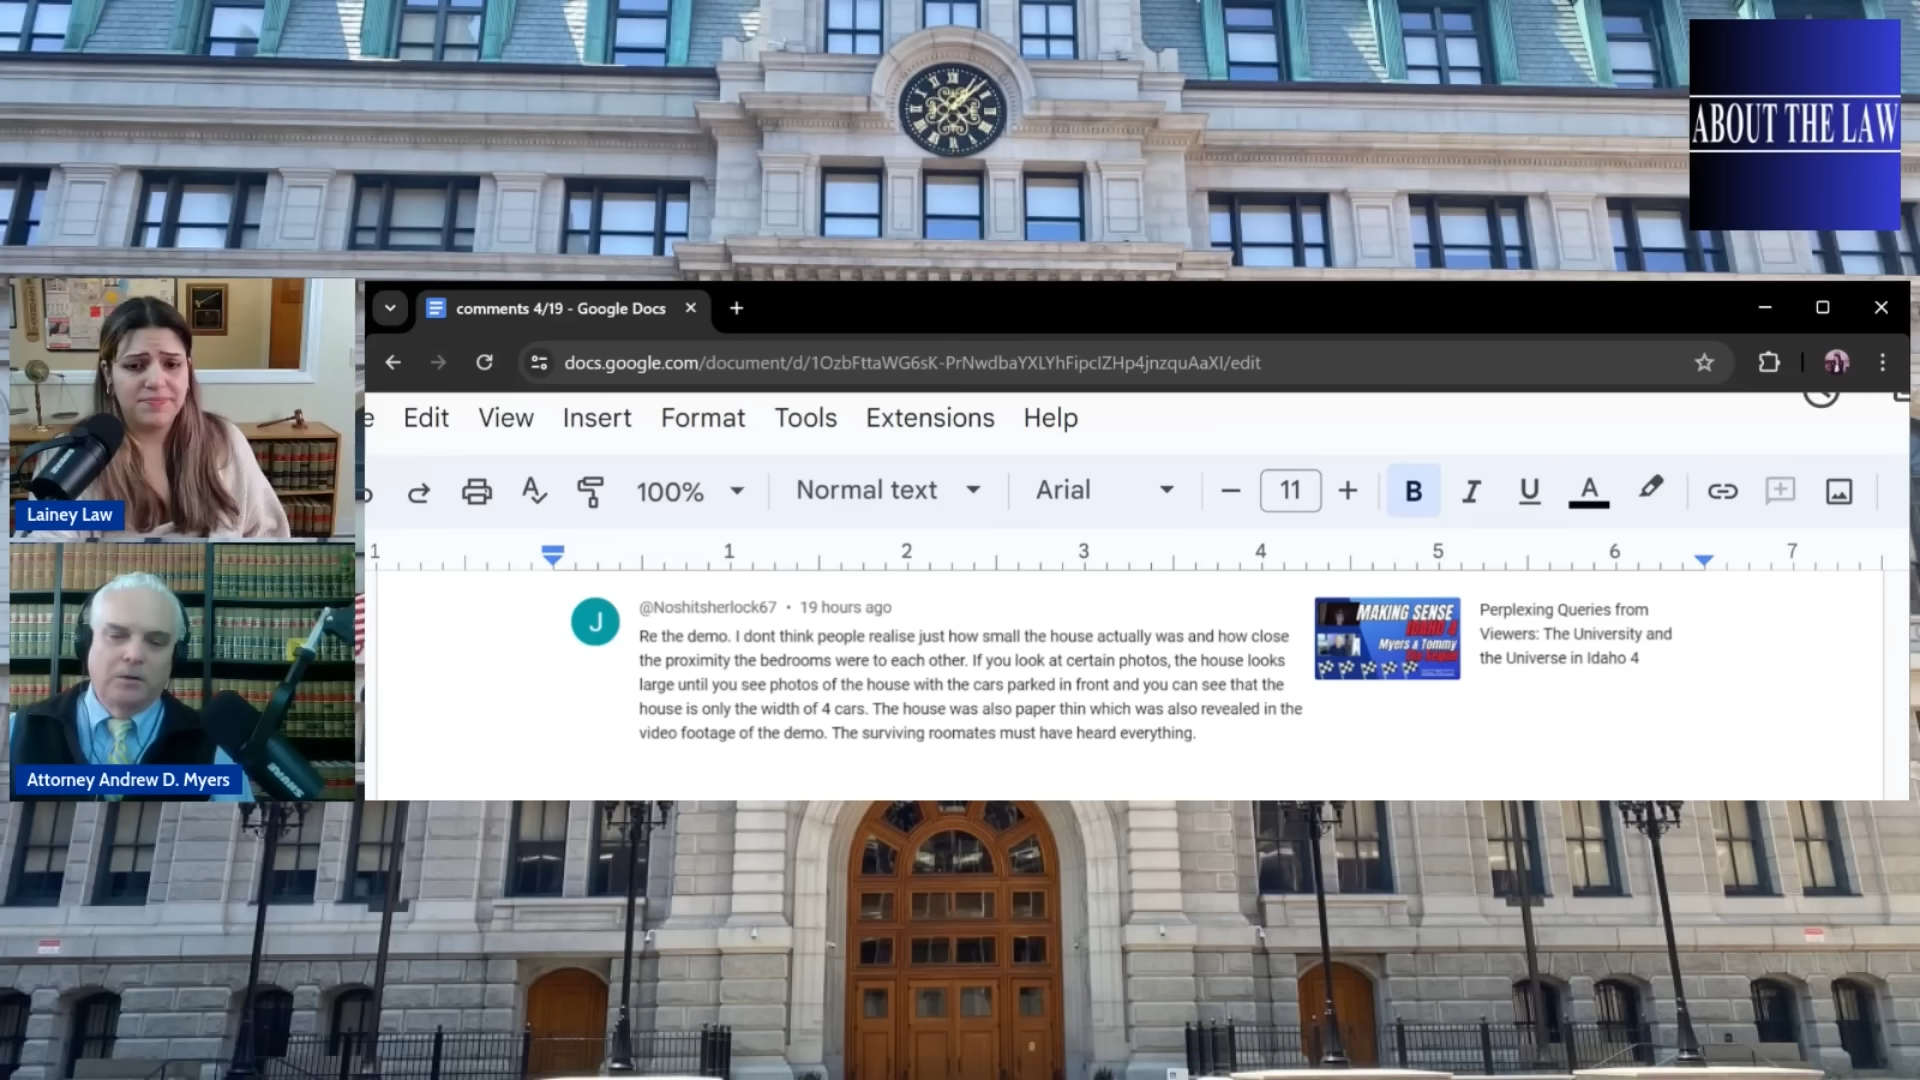 ABOUT THE LAW
comments 4/19 - Google Docs
docs.google.com/document/d/1OzbFttaWG6sK-PrNwdbaYXLYhFipcIZHp4jnzquAaXI/edit
e Edit View Insert Format Tools Extensions Help
100% Normal text Arial 11 B I U A
1 1 2 3 4 5 6 7
J
@Noshitsherlock67 • 19 hours ago
Re the demo. I dont think people realise just how small the house actually was and how close
the proximity the bedrooms were to each other. If you look at certain photos, the house looks
large until you see photos of the house with the cars parked in front and you can see that the
house is only the width of 4 cars. The house was also paper thin which was also revealed in the
video footage of the demo. The surviving roomates must have heard everything.
MAKING SENSE
IDAHO 4
Myers & Tommy
Perplexing Queries from
Viewers: The University and
the Universe in Idaho 4
Lainey Law
Attorney Andrew D. Myers